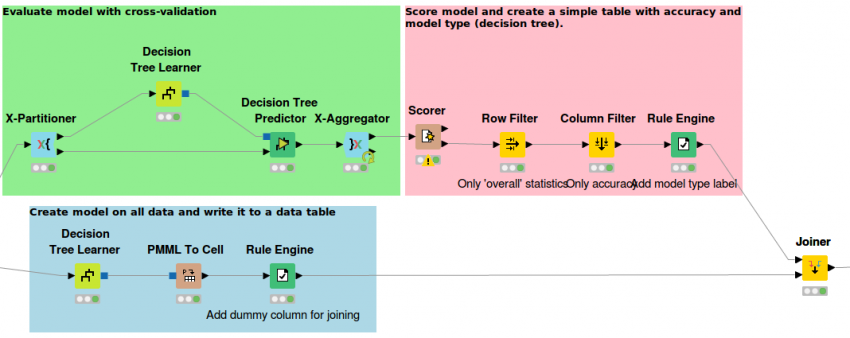 Evaluate model with cross-validation
Score model and create a simple table with accuracy and
model type (decision tree).
Decision
Tree Learner
X-Partitioner
Decision Tree
Predictor
X-Aggregator
Scorer
Row Filter
Column Filter
Rule Engine
Only 'overall' statistics
Only accuracy
Add model type label
Create model on all data and write it to a data table
Decision
Tree Learner
PMML To Cell
Rule Engine
Add dummy column for joining
Joiner